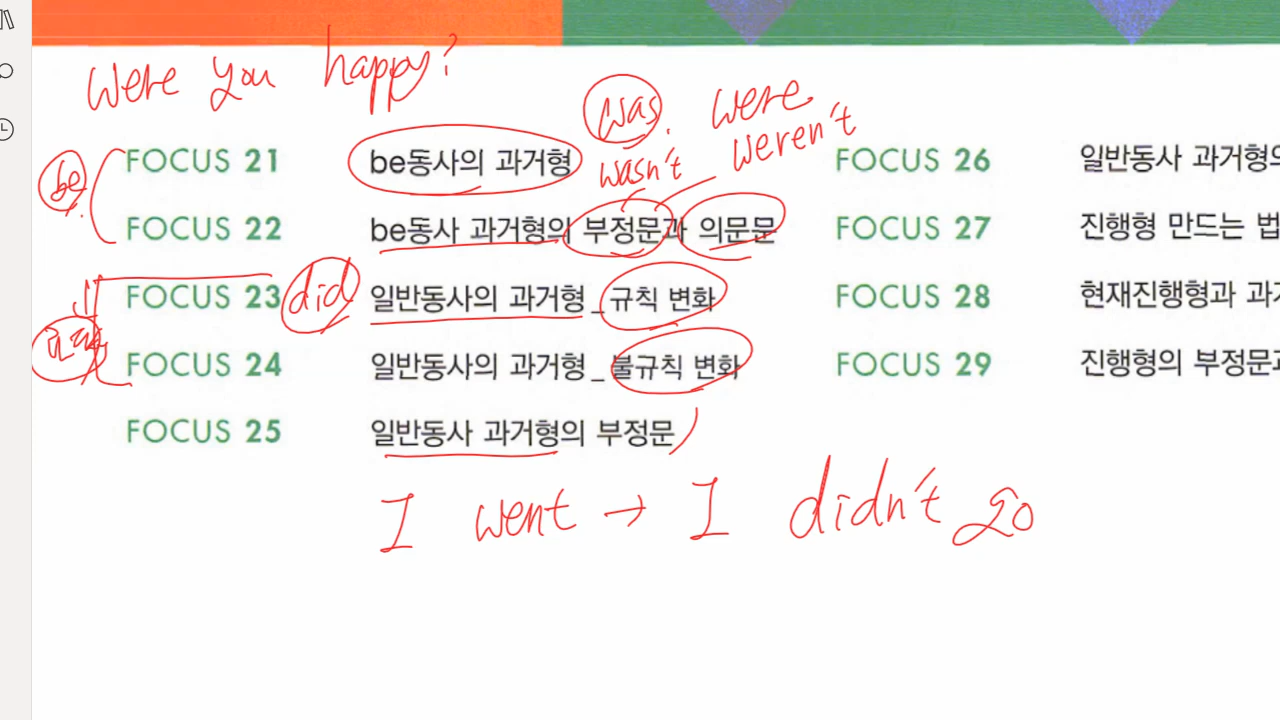 Were you happy?
was. were
wasn't weren't
be FOCUS 21 be동사의 과거형
FOCUS 22 be동사 과거형의 부정문과 의문문
FOCUS 23 did 일반동사의 과거형_규칙 변화
FOCUS 24 일반동사의 과거형_불규칙 변화
FOCUS 25 일반동사 과거형의 부정문
I went → I didn't go
FOCUS 26 일반동사 과거형의
FOCUS 27 진행형 만드는 법
FOCUS 28 현재진행형과
FOCUS 29 진행형의